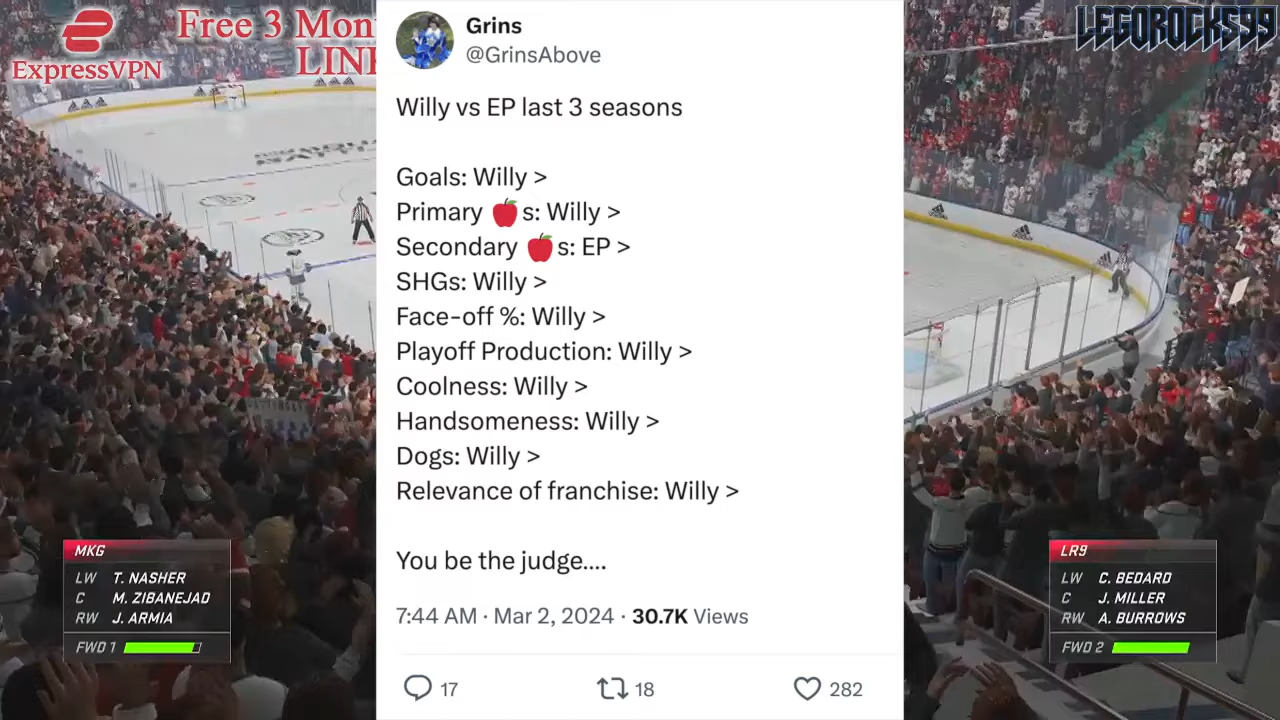 ExpressVPN
Free 3 Mon
LIN
LEGOROCKS99
Grins
@GrinsAbove
Willy vs EP last 3 seasons
Goals: Willy >
Primary 🍎s: Willy >
Secondary 🍎s: EP >
SHGs: Willy >
Face-off %: Willy >
Playoff Production: Willy >
Coolness: Willy >
Handsomeness: Willy >
Dogs: Willy >
Relevance of franchise: Willy >
You be the judge....
7:44 AM · Mar 2, 2024 · 30.7K Views
17 18 282
MKG
LW T. NASHER
C M. ZIBANEJAD
RW J. ARMIA
FWD 1
LR9
LW C. BEDARD
C J. MILLER
RW A. BURROWS
FWD 2